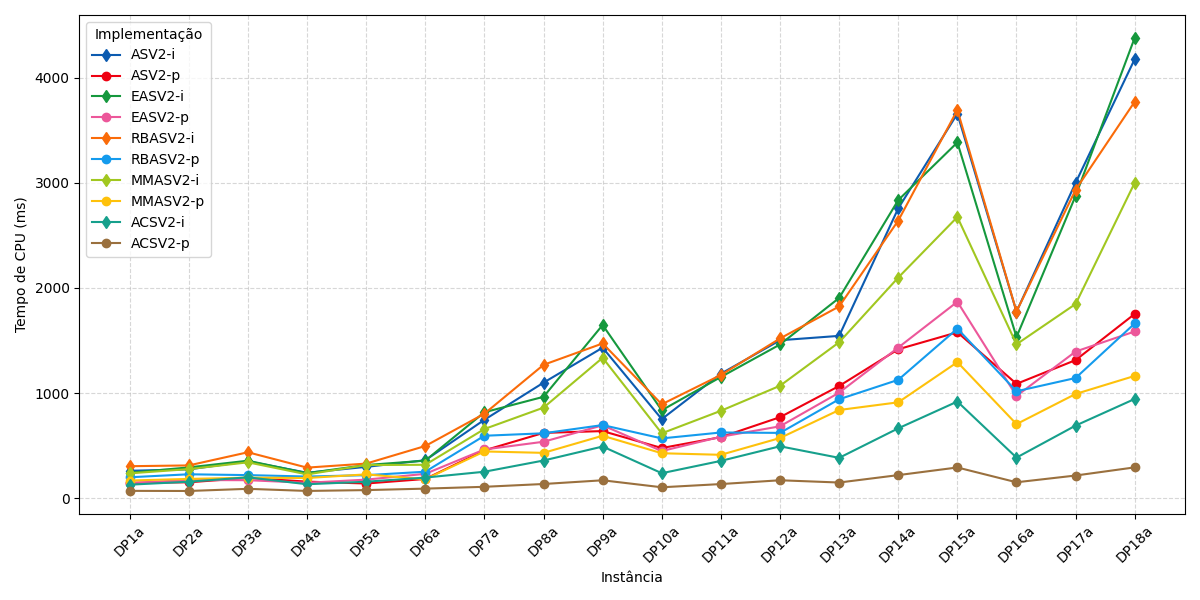 Implementação
ASV2-i
ASV2-p
EASV2-i
EASV2-p
RBASV2-i
RBASV2-p
MMASV2-i
MMASV2-p
ACSV2-i
ACSV2-p
Tempo de CPU (ms)
4000
3000
2000
1000
0
DP1a
DP2a
DP3a
DP4a
DP5a
DP6a
DP7a
DP8a
DP9a
DP10a
DP11a
DP12a
DP13a
DP14a
DP15a
DP16a
DP17a
DP18a
Instância